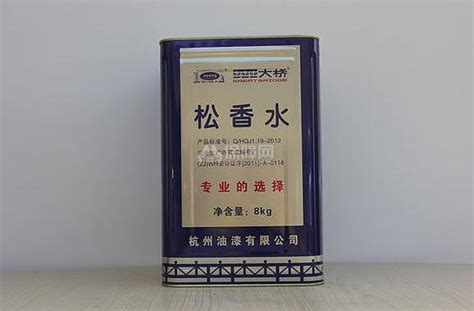 大桥
松香水
产品标准号：Q/HQJ1.19-2012
专业的选择
净含量：8kg
杭州油漆有限公司